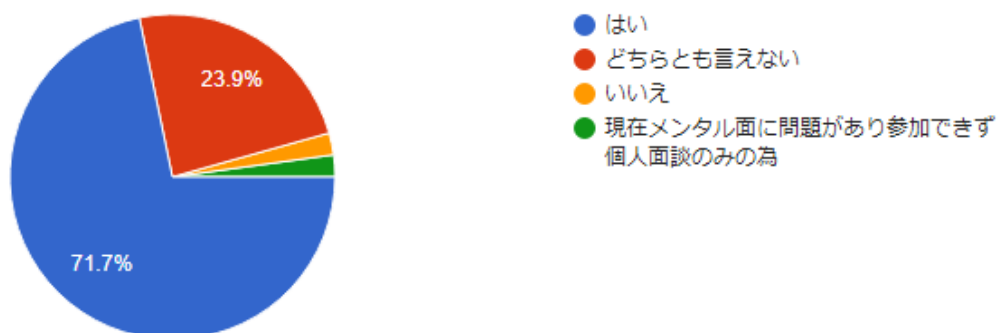 はい
どちらとも言えない
いいえ
現在メンタル面に問題があり参加できず
個人面談のみの為
23.9%
71.7%